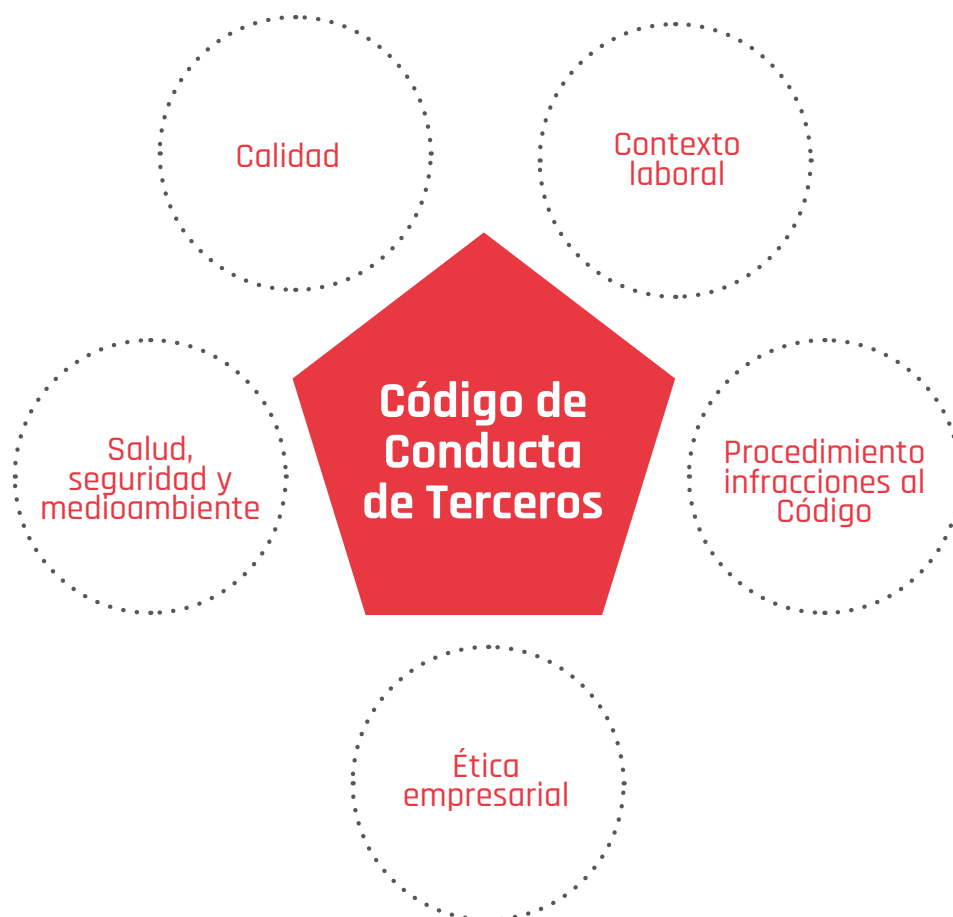 Calidad
Contexto
laboral
Código de
Conducta
de Terceros
Salud,
seguridad y
medioambiente
Procedimiento
infracciones al
Código
Ética
empresarial